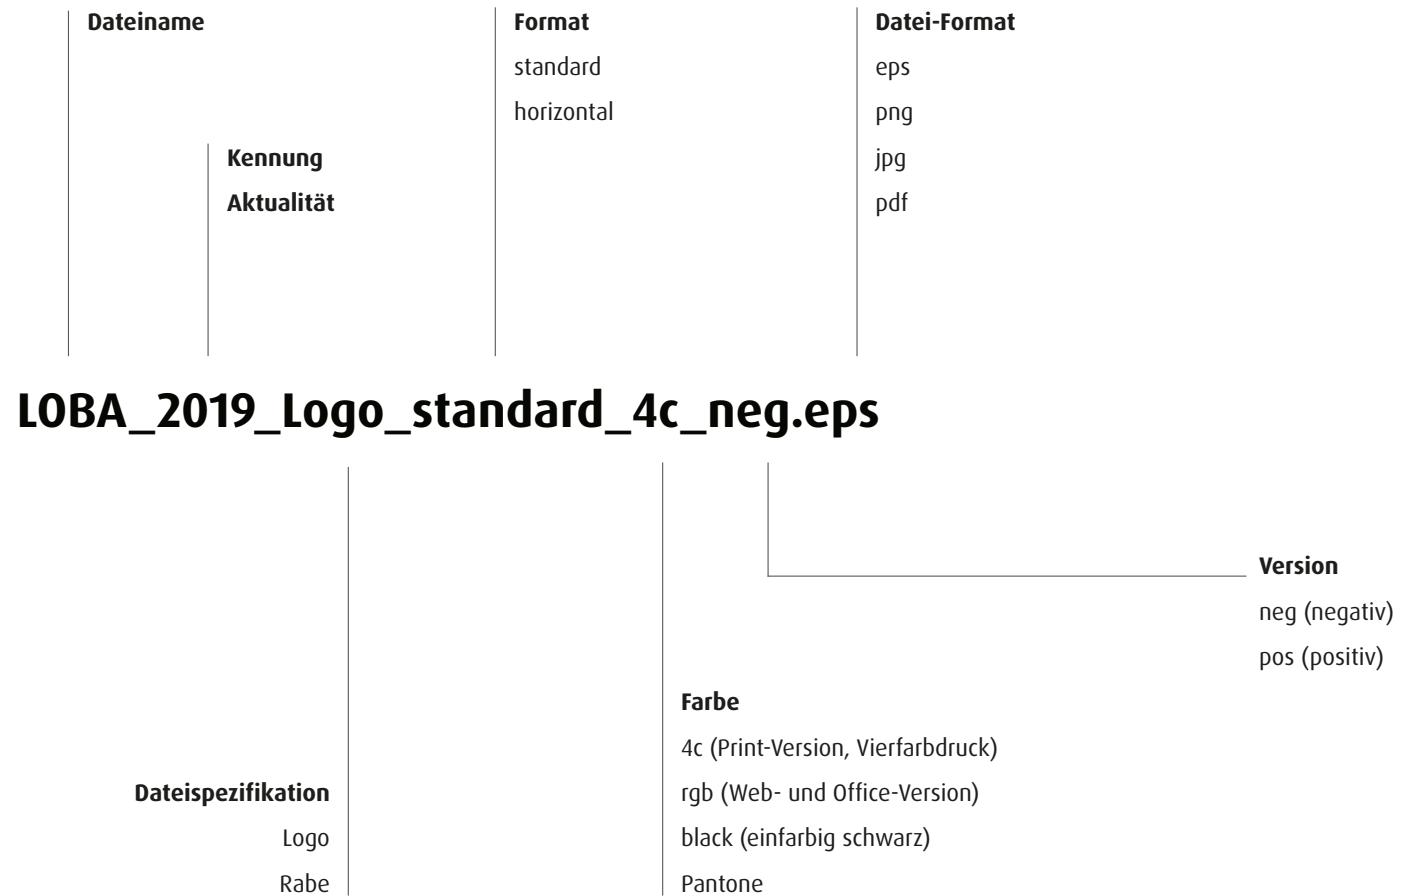 Dateiname
Format
standard
horizontal
Datei-Format
eps
png
jpg
pdf
Kennung
Aktualität
LOBA_2019_Logo_standard_4c_neg.eps
Version
neg (negativ)
pos (positiv)
Farbe
4c (Print-Version, Vierfarbdruck)
rgb (Web- und Office-Version)
black (einfarbig schwarz)
Pantone
Dateispezifikation
Logo
Rabe